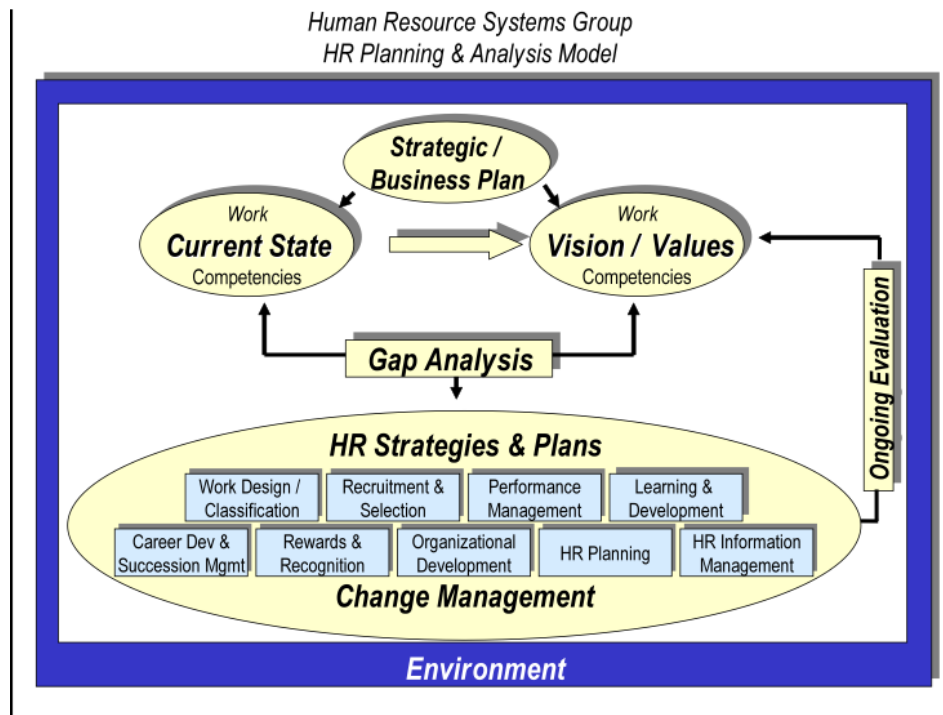 Human Resource Systems Group
HR Planning & Analysis Model
Strategic /
Business Plan
Work
Current State
Competencies
Work
Vision / Values
Competencies
Gap Analysis
Ongoing Evaluation
HR Strategies & Plans
Work Design /
Classification
Recruitment &
Selection
Performance
Management
Learning &
Development
Career Dev &
Succession Mgmt
Rewards &
Recognition
Organizational
Development
HR Planning
HR Information
Management
Change Management
Environment